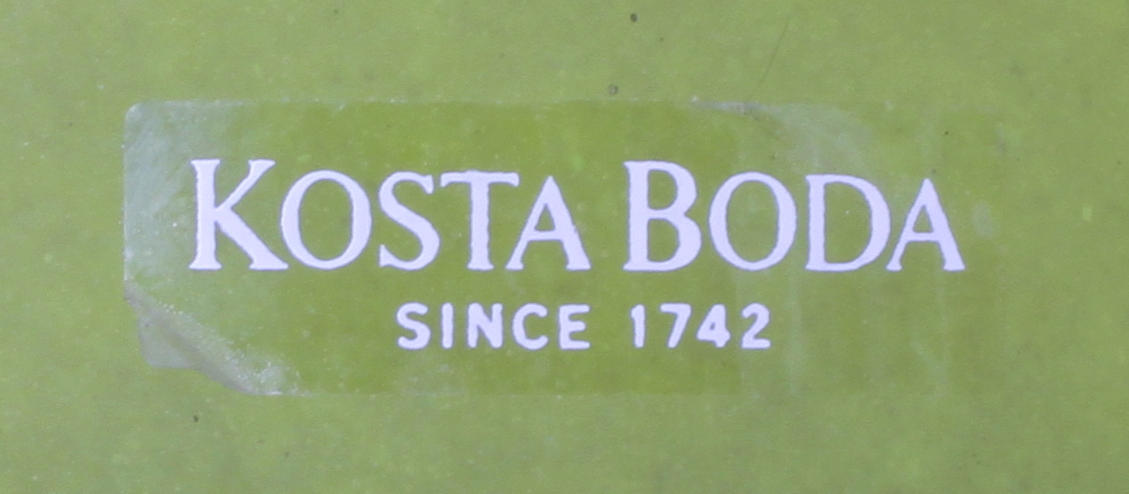 KOSTA BODA
SINCE 1742